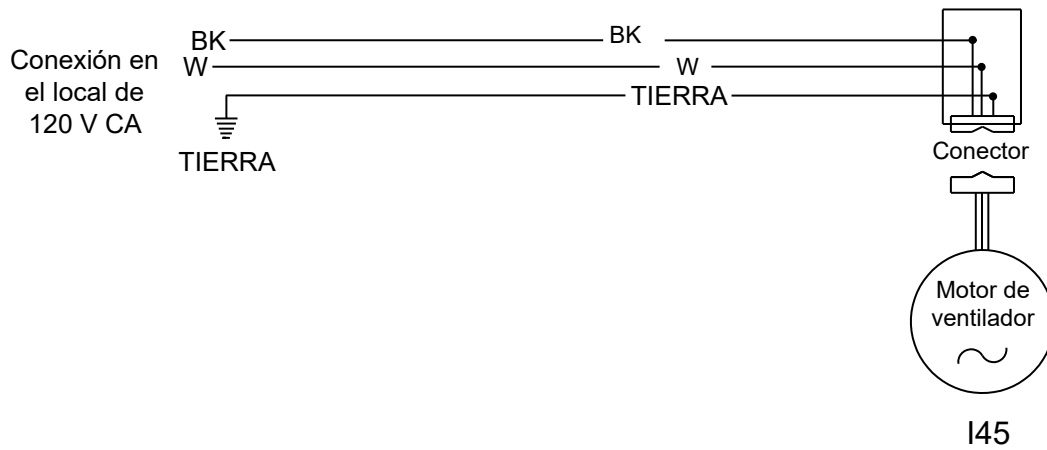 Conexión en
el local de
120 V CA
BK
BK
W
W
TIERRA
TIERRA
Conector
Motor de
ventilador
I45